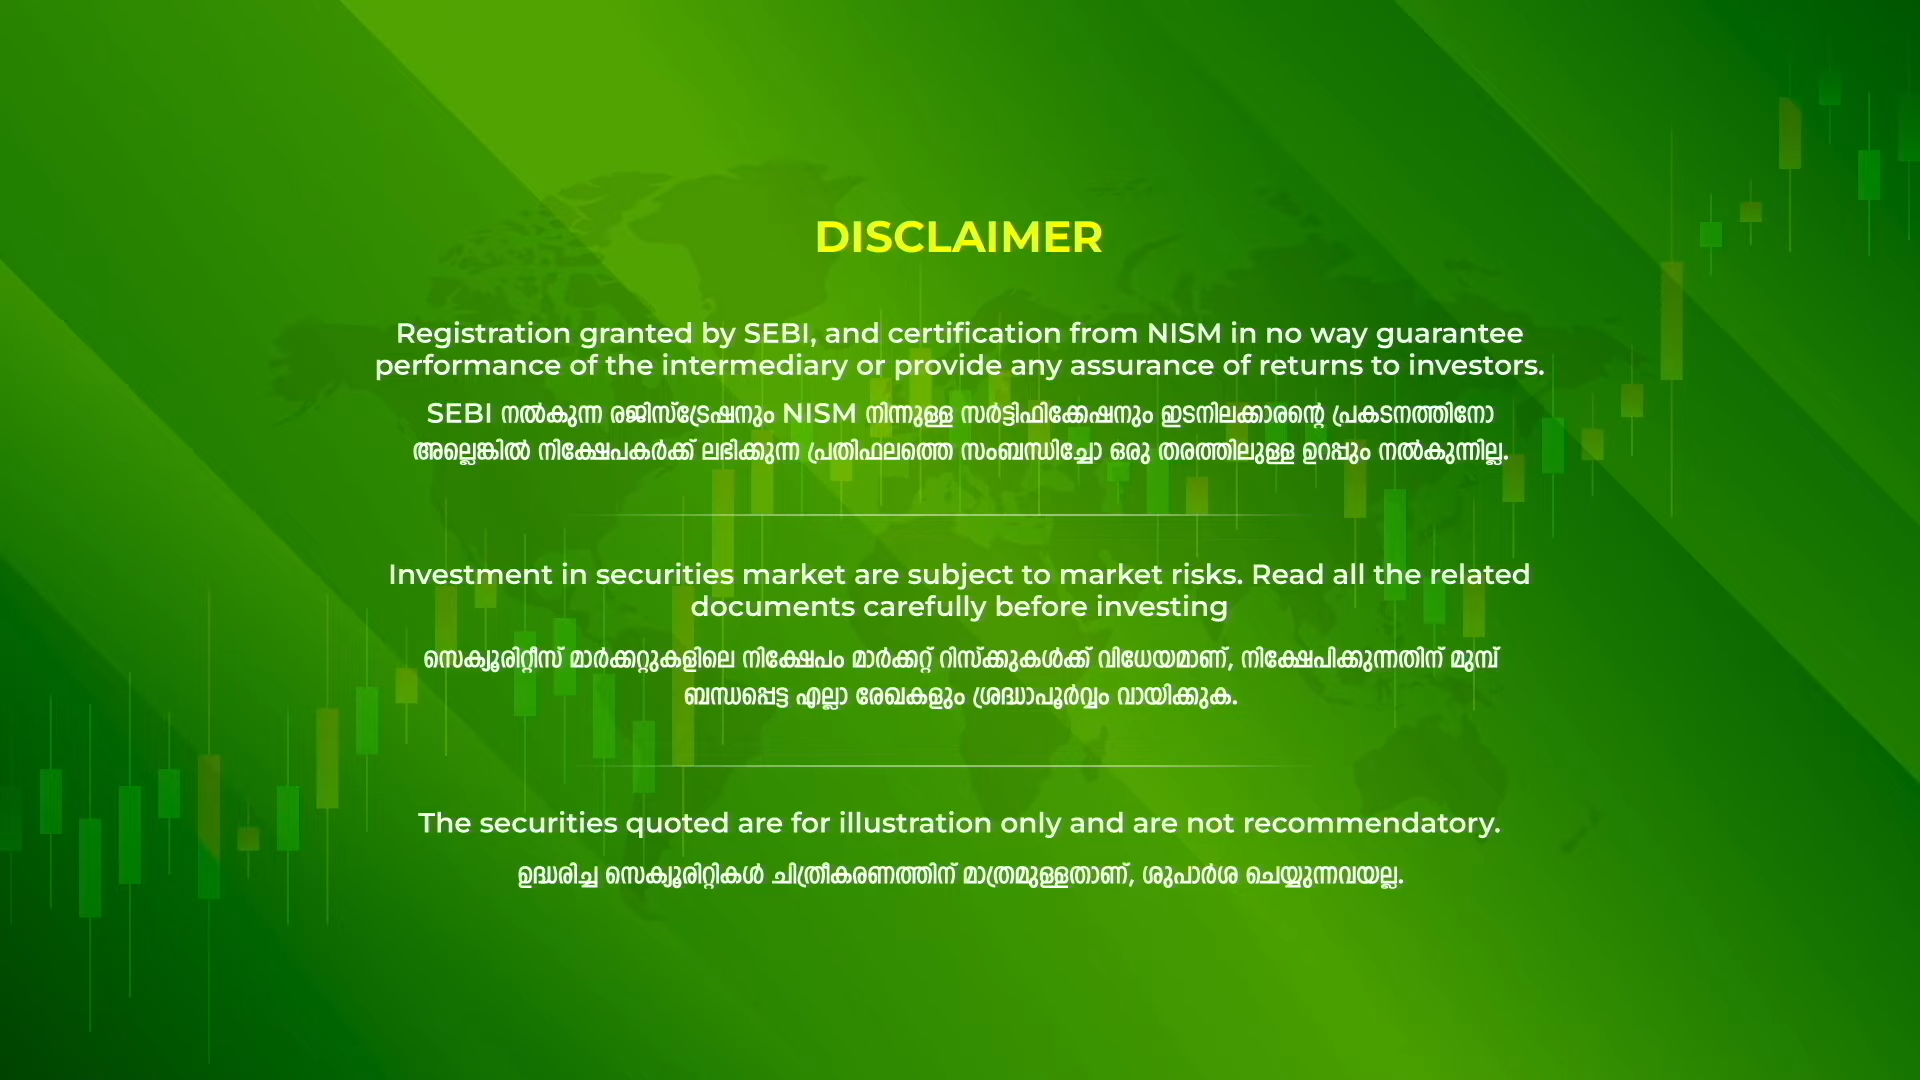 DISCLAIMER
Registration granted by SEBI, and certification from NISM in no way guarantee
performance of the intermediary or provide any assurance of returns to investors.
SEBI നൽകുന്ന രജിസ്ട്രേഷനും NISM നിന്നുള്ള സർട്ടിഫിക്കേഷനും ഇടനിലക്കാരന്റെ പ്രകടനത്തിനോ
അല്ലെങ്കിൽ നിക്ഷേപകർക്ക് ലഭിക്കുന്ന പ്രതിഫലത്തെ സംബന്ധിച്ചോ ഒരു തരത്തിലുള്ള ഉറപ്പും നൽകുന്നില്ല.
Investment in securities market are subject to market risks. Read all the related
documents carefully before investing
സെക്യൂരിറ്റീസ് മാർക്കറ്റുകളിലെ നിക്ഷേപം മാർക്കറ്റ് റിസ്ക്കുകൾക്ക് വിധേയമാണ്, നിക്ഷേപിക്കുന്നതിന് മുമ്പ്
ബന്ധപ്പെട്ട എല്ലാ രേഖകളും ശ്രദ്ധാപൂർവ്വം വായിക്കുക.
The securities quoted are for illustration only and are not recommendatory.
ഉദ്ധരിച്ച സെക്യൂരിറ്റികൾ ചിത്രീകരണത്തിന് മാത്രമുള്ളതാണ്, ശുപാർശ ചെയ്യുന്നവയല്ല.